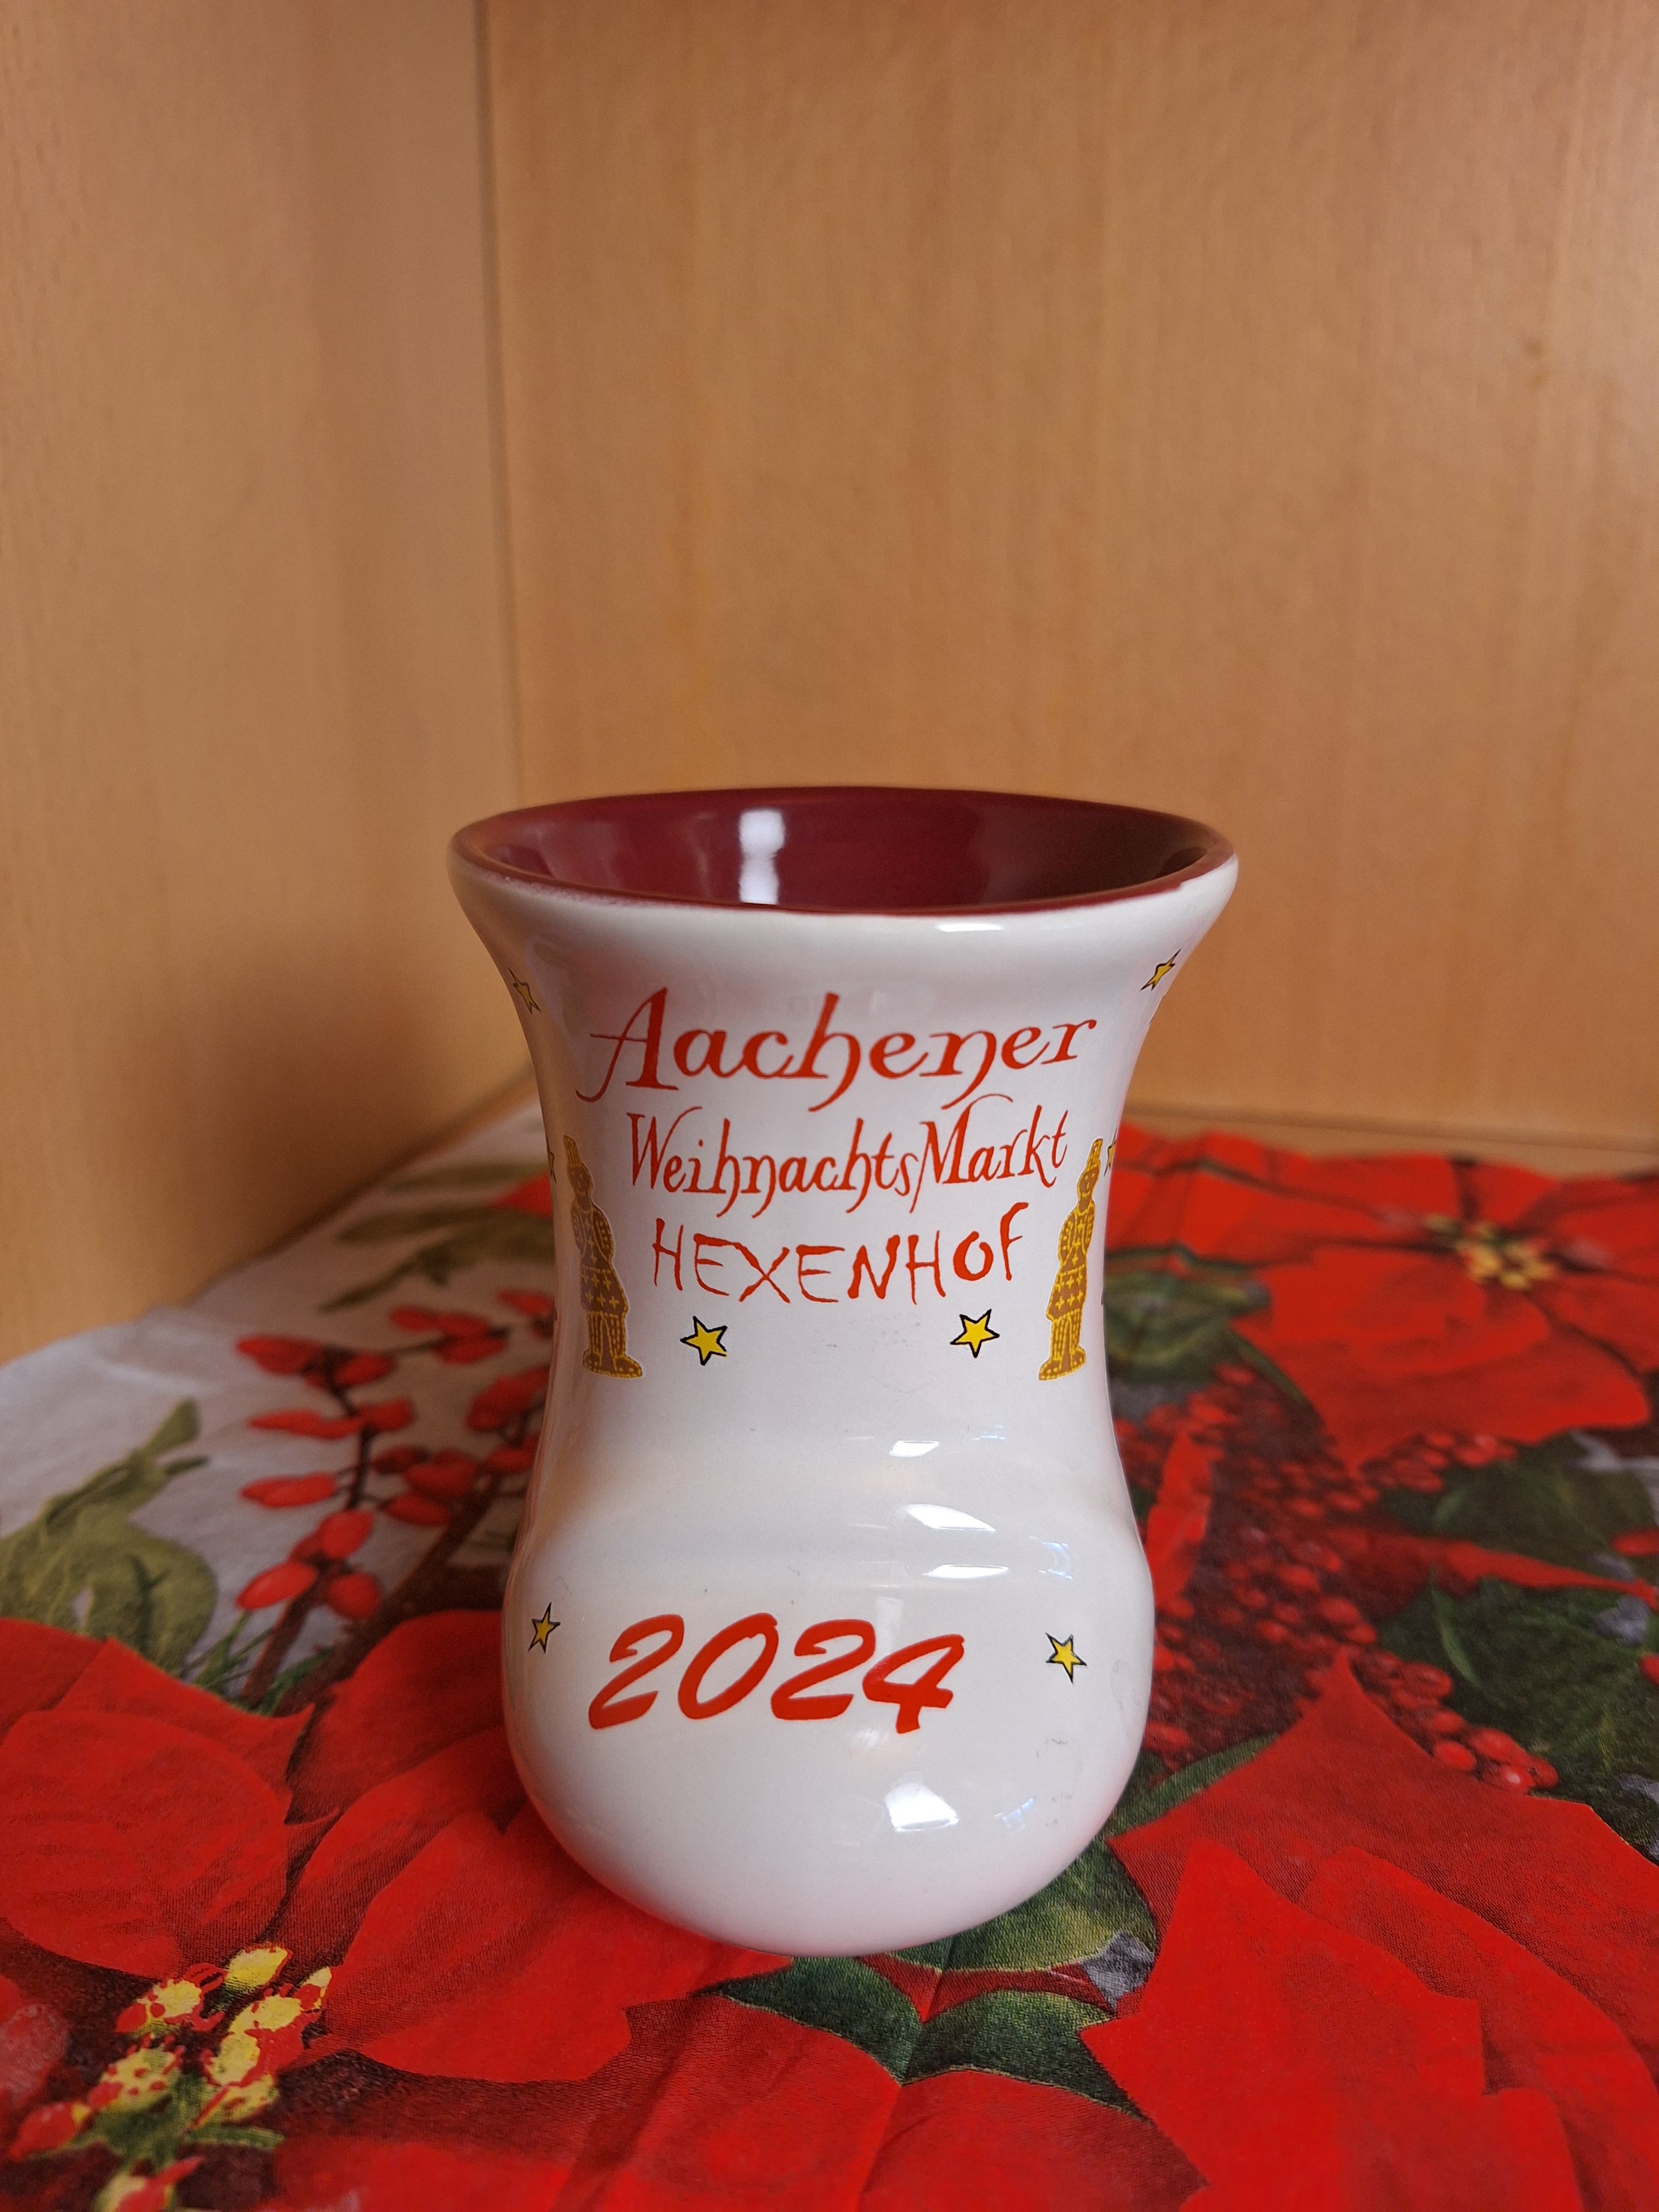 Aachener
WeihnachtsMarkt
HEXENHOF
2024